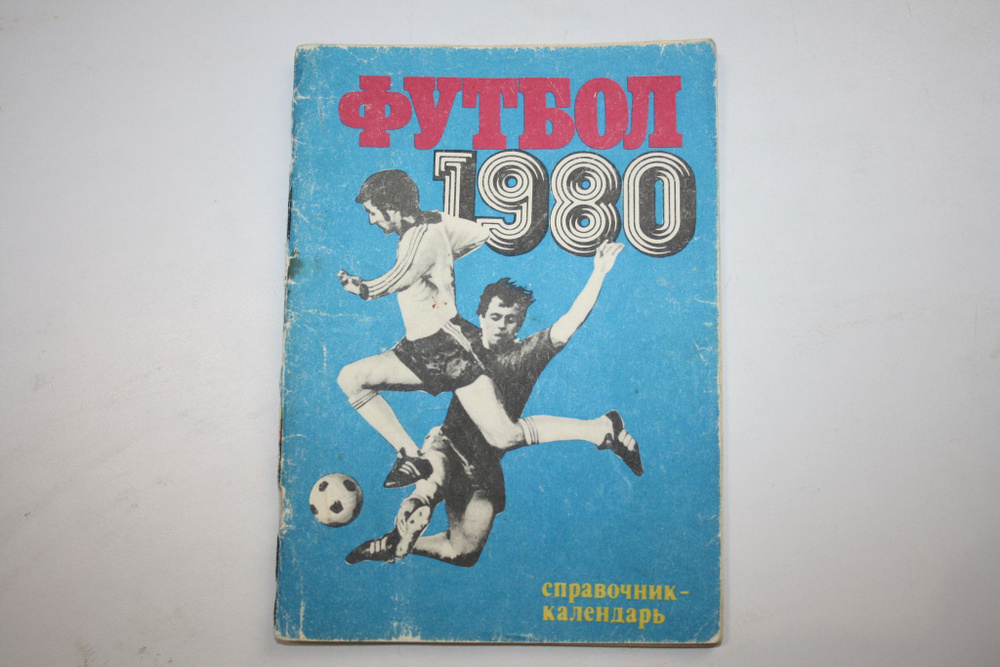 ФУТБОЛ
1980
справочник-
календарь